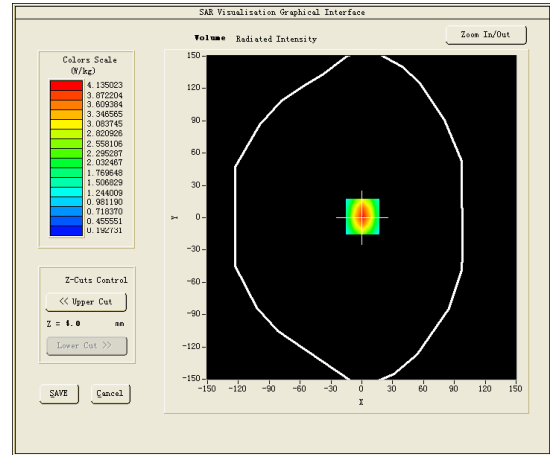 SAR Visualisation Graphical Interface
Volume Radiated Intensity
Zoom In/Out
Colors Scale
(W/kg)
4.135023
3.872204
3.609384
3.346565
3.083745
2.820926
2.558106
2.295287
2.032467
1.769648
1.506829
1.244009
0.981190
0.718370
0.455551
0.192731
150
120
90
60
30
0
-30
-60
-90
-120
-150
Y
-150 -120 -90 -60 -30 0 30 60 90 120 150
X
Z-Cuts Control
<< Upper Cut
Z = 4.0 mm
Lower Cut >>
SAVE
Cancel